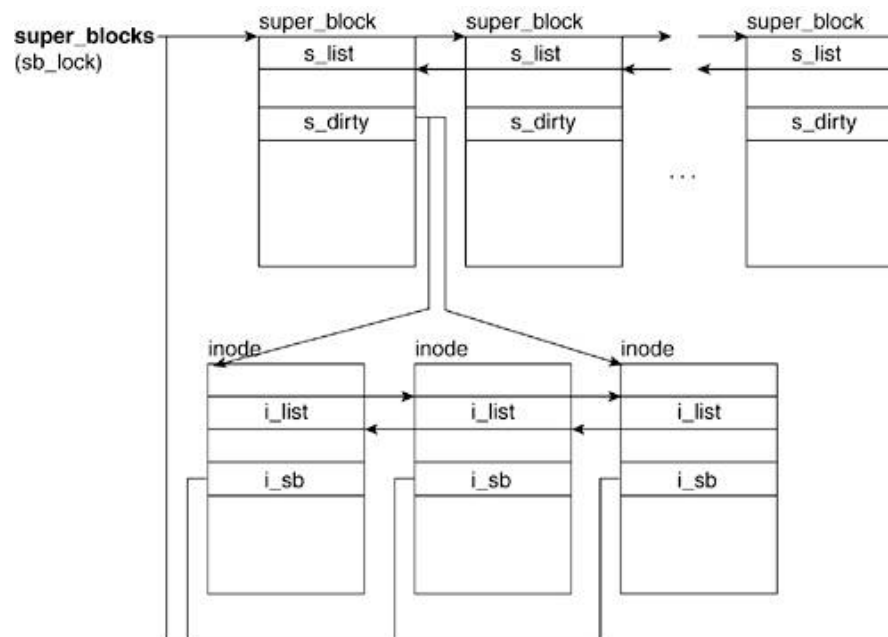 super_block
super_block
super_block
super_blocks
(sb_lock)
s_list
s_list
s_list
s_dirty
s_dirty
s_dirty
...
inode
inode
inode
i_list
i_list
i_list
i_sb
i_sb
i_sb